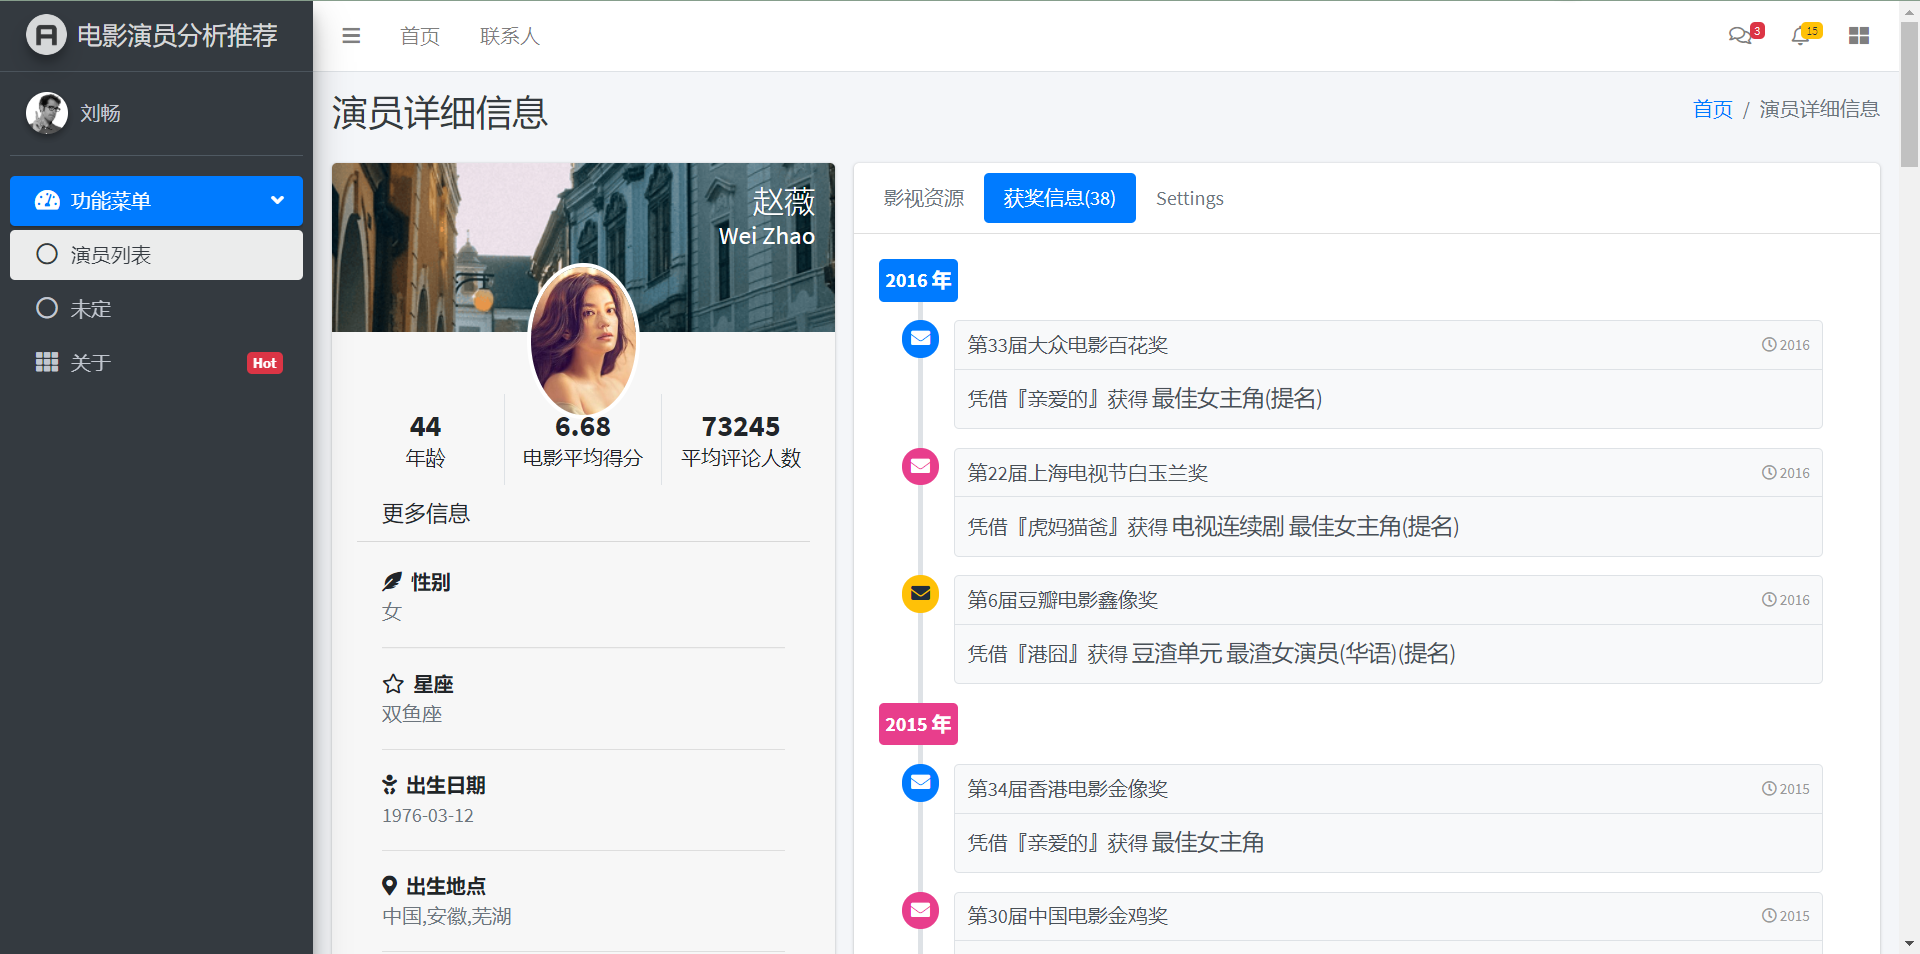 电影演员分析推荐
首页
联系人
3
15
刘畅
功能菜单
演员列表
未定
关于
Hot
演员详细信息
首页 / 演员详细信息
赵薇
Wei Zhao
44
年龄
6.68
电影平均得分
73245
平均评论人数
更多信息
性别
女
星座
双鱼座
出生日期
1976-03-12
出生地点
中国,安徽,芜湖
影视资源
获奖信息(38)
Settings
2016 年
第33届大众电影百花奖
2016
凭借『亲爱的』获得 最佳女主角(提名)
第22届上海电视节白玉兰奖
2016
凭借『虎妈猫爸』获得 电视连续剧 最佳女主角(提名)
第6届豆瓣电影鑫像奖
2016
凭借『港囧』获得 豆渣单元 最渣女演员(华语)(提名)
2015 年
第34届香港电影金像奖
2015
凭借『亲爱的』获得 最佳女主角
第30届中国电影金鸡奖
2015